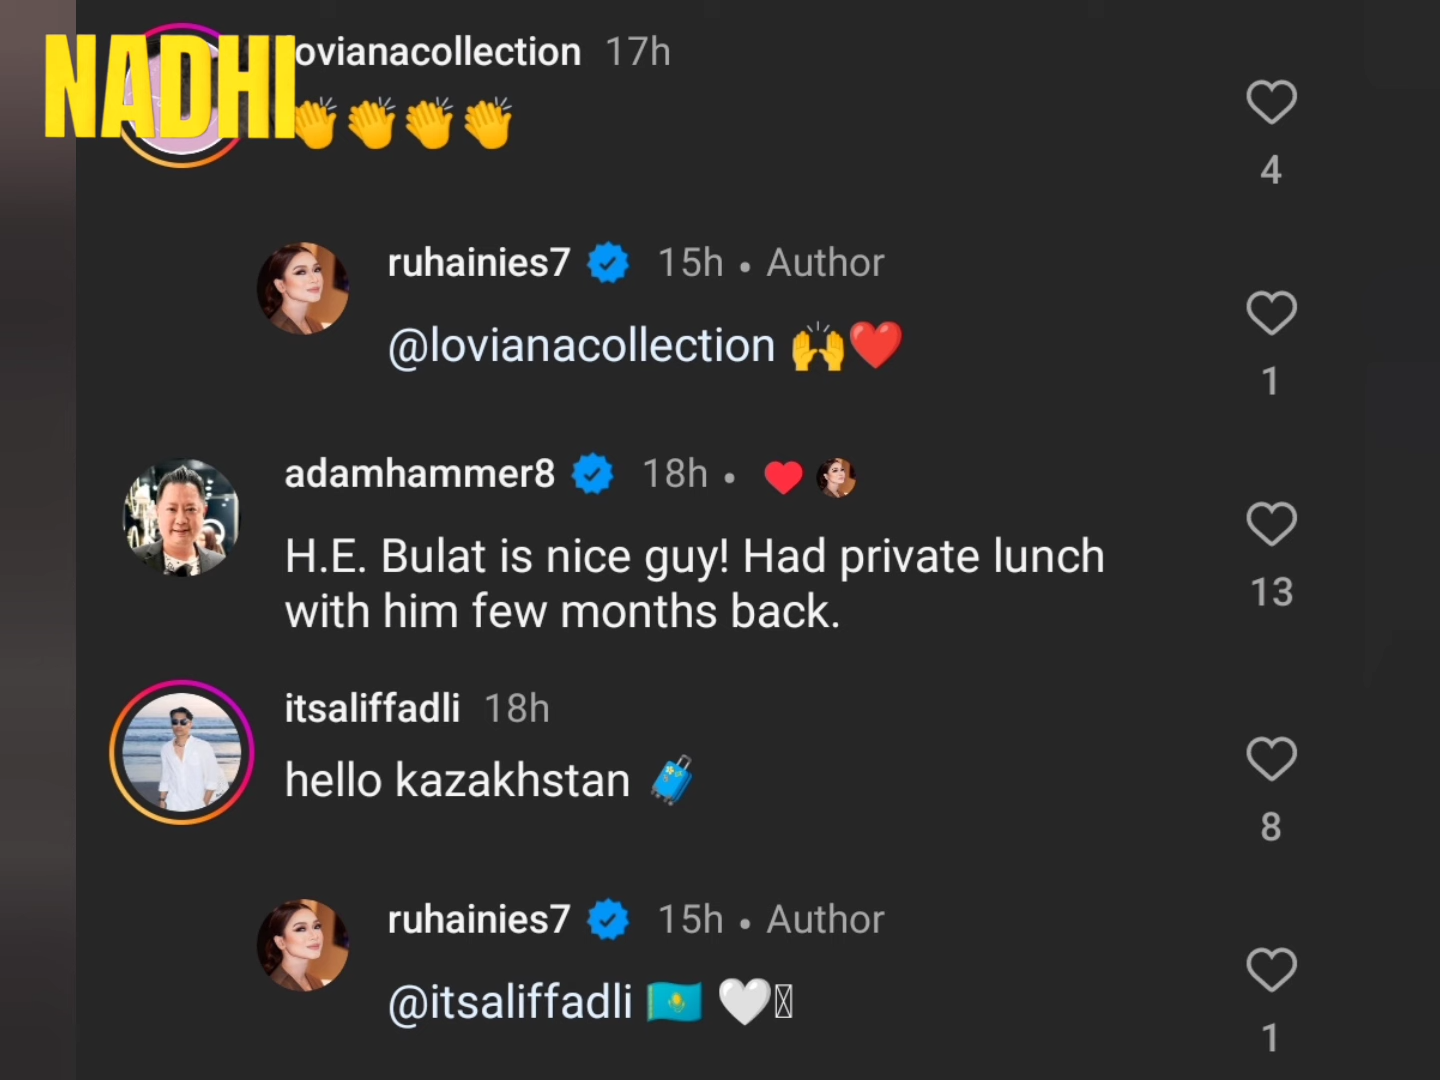 NADHI
lovianacollection 17h
👏👏👏👏
4
ruhainies7 15h • Author
@lovianacollection 🙌❤️
1
adamhammer8 18h •
H.E. Bulat is nice guy! Had private lunch
with him few months back.
13
itsaliffadli 18h
hello kazakhstan 🧳
8
ruhainies7 15h • Author
@itsaliffadli 🇰🇿 🤍
1